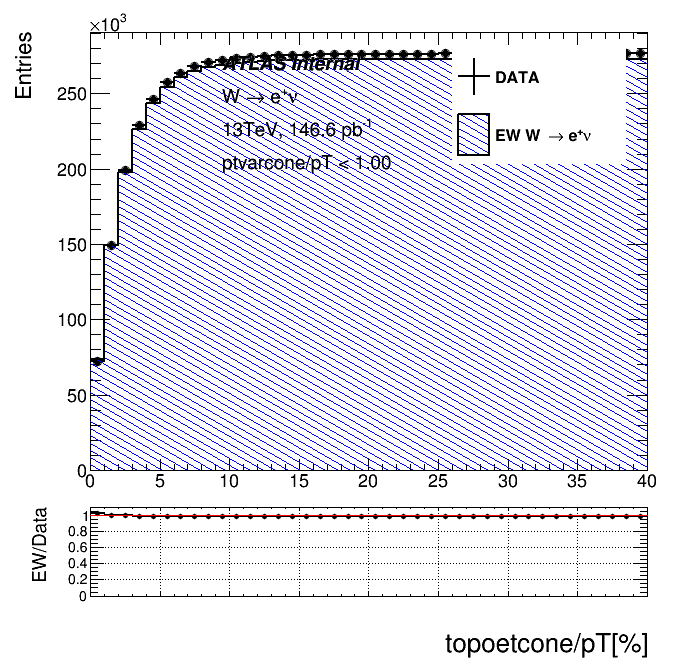 ×10³
Entries
250
200
150
100
50
0
ATLAS Internal
W → e⁺ν
13TeV, 146.6 pb⁻¹
ptvarcone/pT < 1.00
DATA
EW W → e⁺ν
0 5 10 15 20 25 30 35 40
EW/Data
1
0.8
0.6
0.4
0.2
0
topoetcone/pT[%]